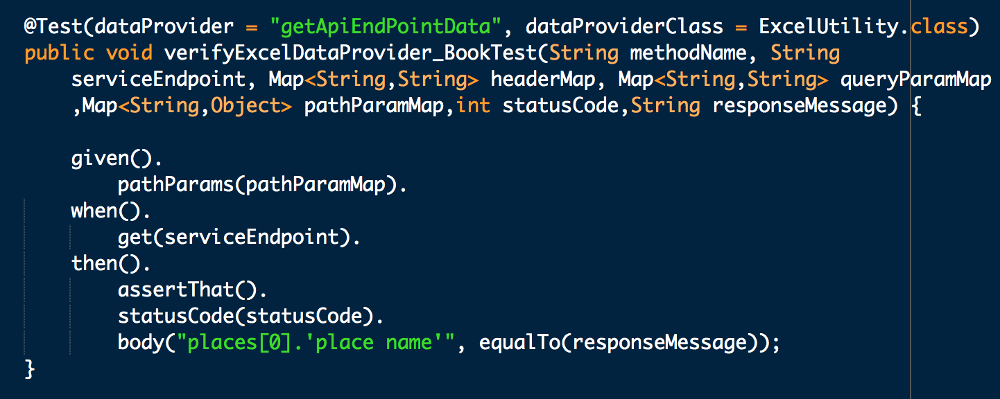 @Test(dataProvider = "getApiEndPointData", dataProviderClass = ExcelUtility.class)
public void verifyExcelDataProvider_BookTest(String methodName, String
serviceEndpoint, Map<String,String> headerMap, Map<String,String> queryParamMap
,Map<String,Object> pathParamMap,int statusCode,String responseMessage) {
given().
pathParams(pathParamMap).
when().
get(serviceEndpoint).
then().
assertThat().
statusCode(statusCode).
body("places[0].'place name'", equalTo(responseMessage));
}